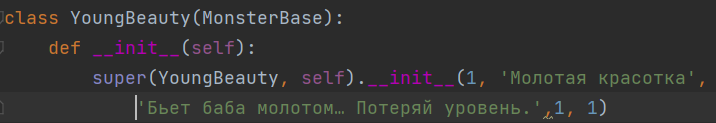 class YoungBeauty(MonsterBase):
def __init__(self):
super(YoungBeauty, self).__init__(1, 'Молотая красотка',
'Бьет баба молотом… Потеряй уровень.',1, 1)